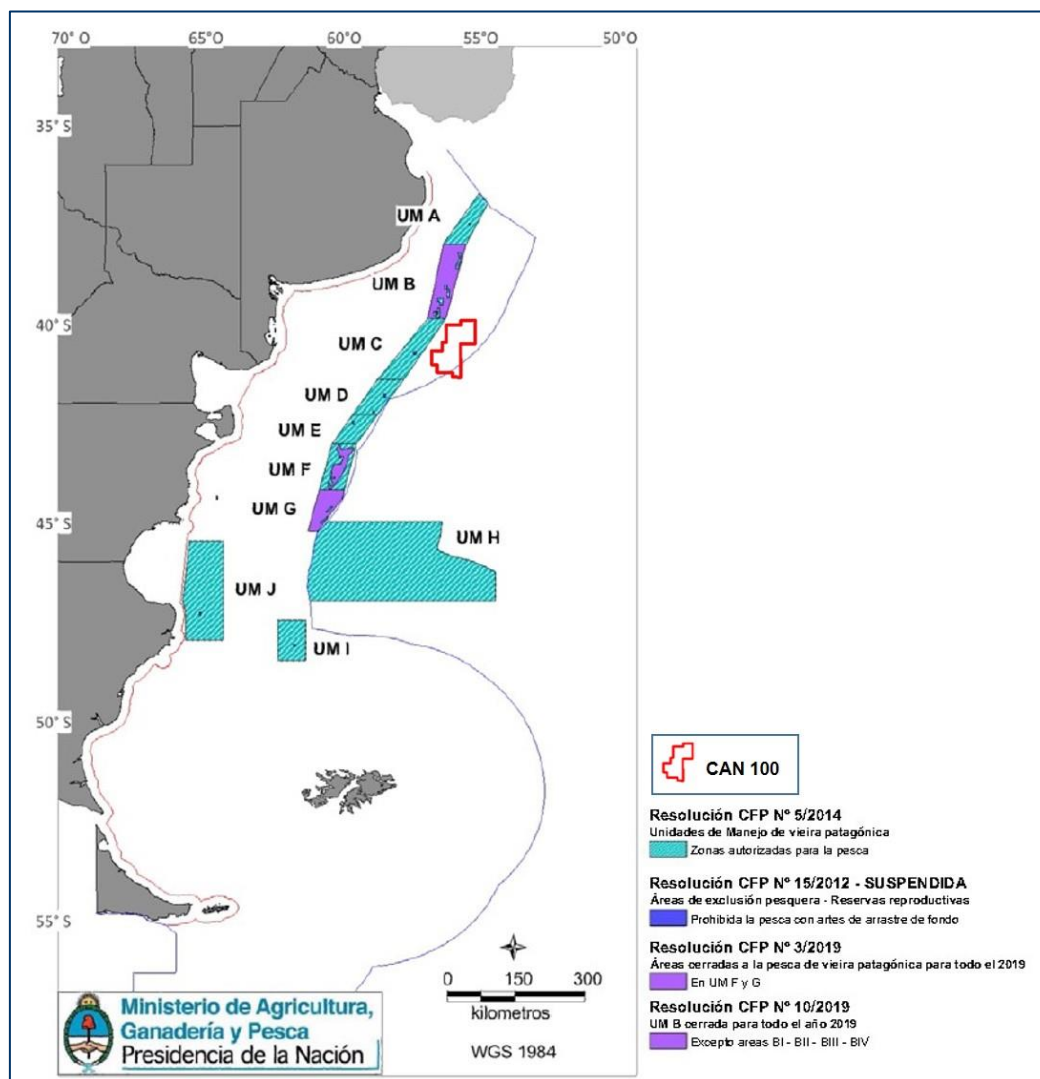 70° O 65°O 60°O 55°O 50°O
35° S
UM A
UM B
40° S
UM C
UM D
UM E
UM F
UM G
45° S
UM H
UM J
UM I
50° S
55° S
CAN 100
Resolución CFP Nº 5/2014
Unidades de Manejo de vieira patagónica
Zonas autorizadas para la pesca
Resolución CFP Nº 15/2012 - SUSPENDIDA
Áreas de exclusión pesquera - Reservas reproductivas
Prohibida la pesca con artes de arrastre de fondo
Resolución CFP Nº 3/2019
Áreas cerradas a la pesca de vieira patagónica para todo el 2019
En UM F y G
Resolución CFP Nº 10/2019
UM B cerrada para todo el año 2019
Excepto areas BI - BII - BIII - BIV
0 150 300
kilometros
WGS 1984
Ministerio de Agricultura,
Ganadería y Pesca
Presidencia de la Nación